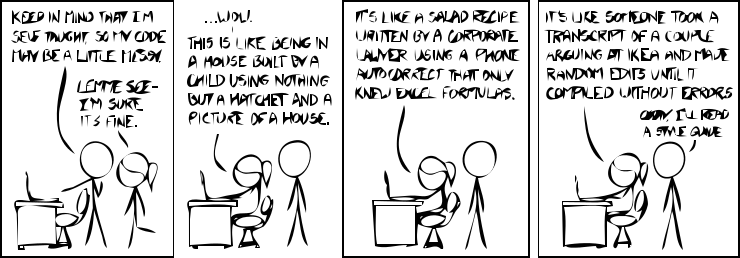 KEEP IN MIND THAT I'M
SELF TAUGHT, SO MY CODE
MAY BE A LITTLE MESSY.
LEMME SEE-
I'M SURE
IT'S FINE.
...WOW.
THIS IS LIKE BEING IN
A HOUSE BUILT BY A
CHILD USING NOTHING
BUT A HATCHET AND A
PICTURE OF A HOUSE.
IT'S LIKE A SALAD RECIPE
WRITTEN BY A CORPORATE
LAWYER USING A PHONE
AUTOCORRECT THAT ONLY
KNEW EXCEL FORMULAS.
IT'S LIKE SOMEONE TOOK A
TRANSCRIPT OF A COUPLE
ARGUING AT IKEA AND MADE
RANDOM EDITS UNTIL IT
COMPILED WITHOUT ERRORS
OKAY. I'LL READ
A STYLE GUIDE